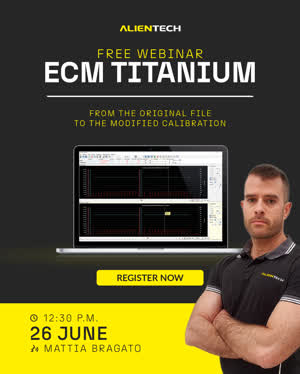 ALIENTECH
FREE WEBINAR
ECM TITANIUM
FROM THE ORIGINAL FILE
TO THE MODIFIED CALIBRATION
REGISTER NOW
ALIENTECH
12:30 P.M.
26 JUNE
MATTIA BRAGATO